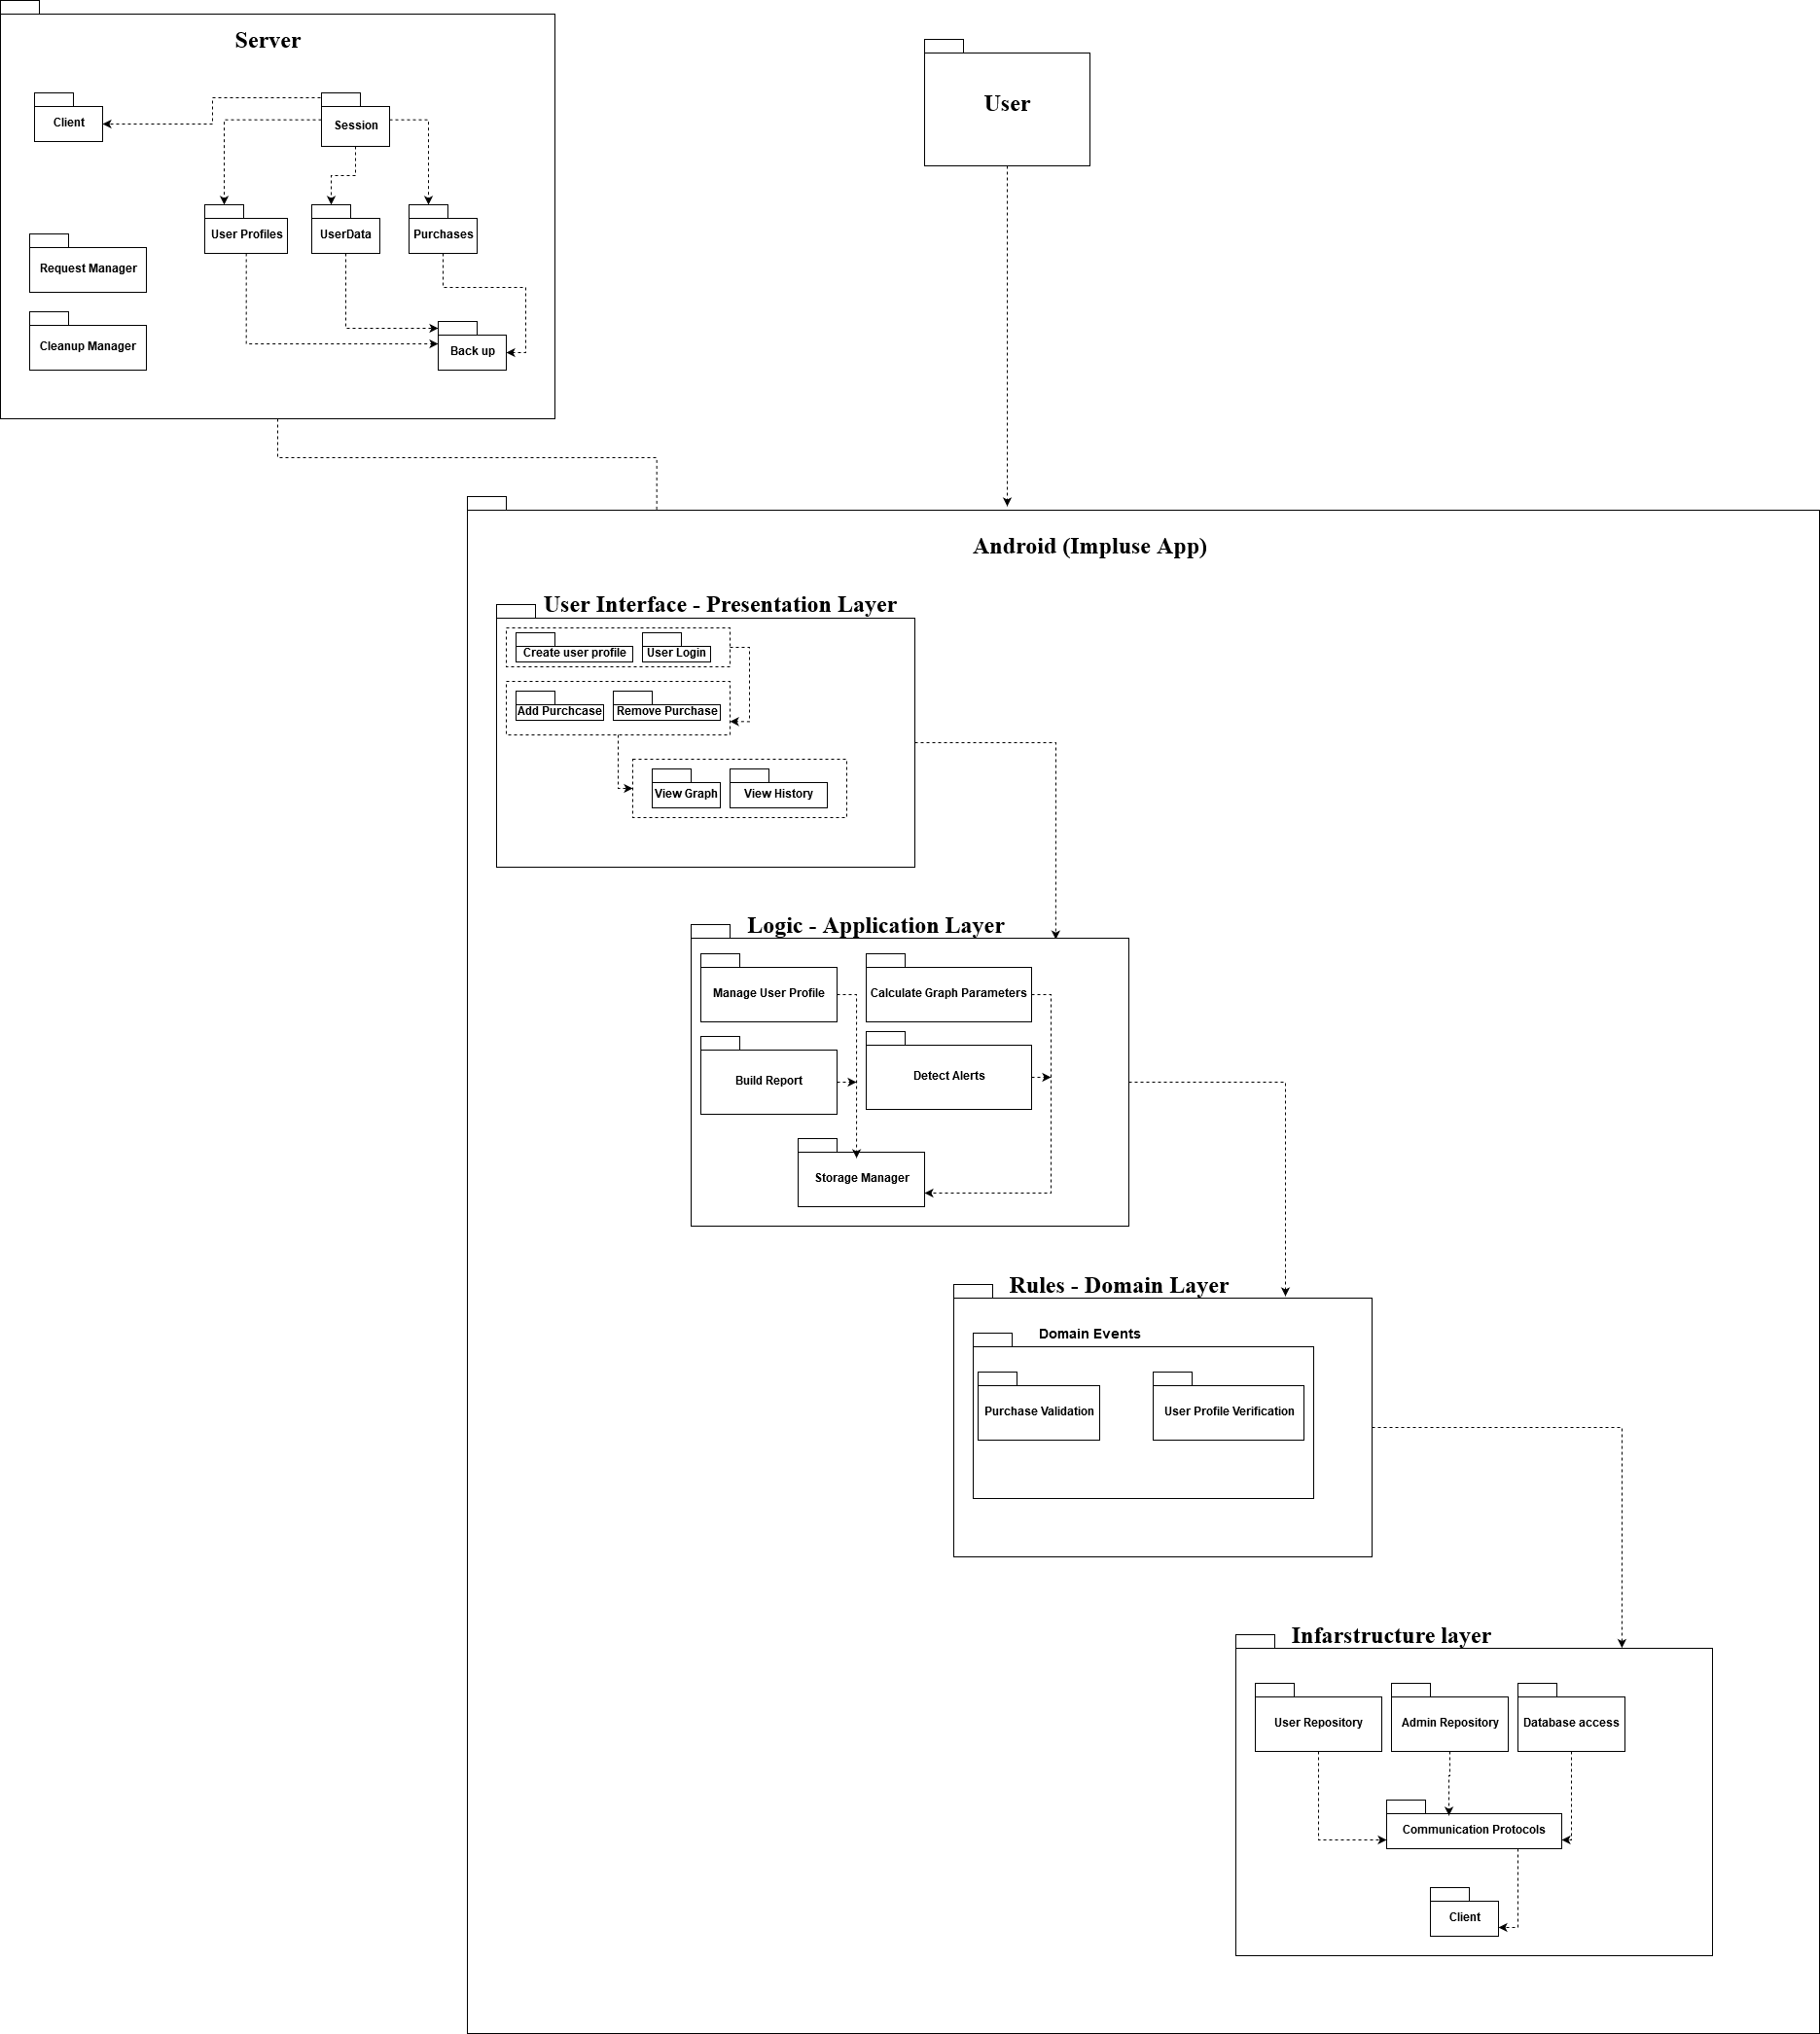 Server
User
Client
Session
User Profiles
UserData
Purchases
Request Manager
Cleanup Manager
Back up
Android (Impluse App)
User Interface - Presentation Layer
Create user profile
User Login
Add Purchcase
Remove Purchase
View Graph
View History
Logic - Application Layer
Manage User Profile
Calculate Graph Parameters
Build Report
Detect Alerts
Storage Manager
Rules - Domain Layer
Domain Events
Purchase Validation
User Profile Verification
Infarstructure layer
User Repository
Admin Repository
Database access
Communication Protocols
Client